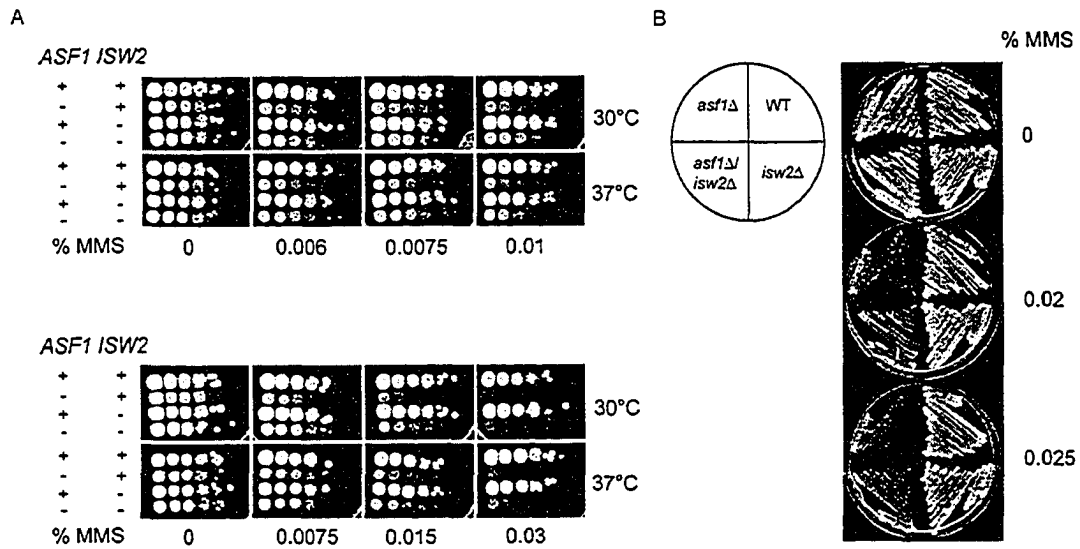 A
ASF1 ISW2
+ +
- +
+ -
- -
30°C
+ +
- +
+ -
- -
37°C
% MMS 0 0.006 0.0075 0.01
ASF1 ISW2
+ +
- +
+ -
- -
30°C
+ +
- +
+ -
- -
37°C
% MMS 0 0.0075 0.015 0.03
B
% MMS
asf1Δ WT
asf1Δ/
isw2Δ
isw2Δ
0
0.02
0.025